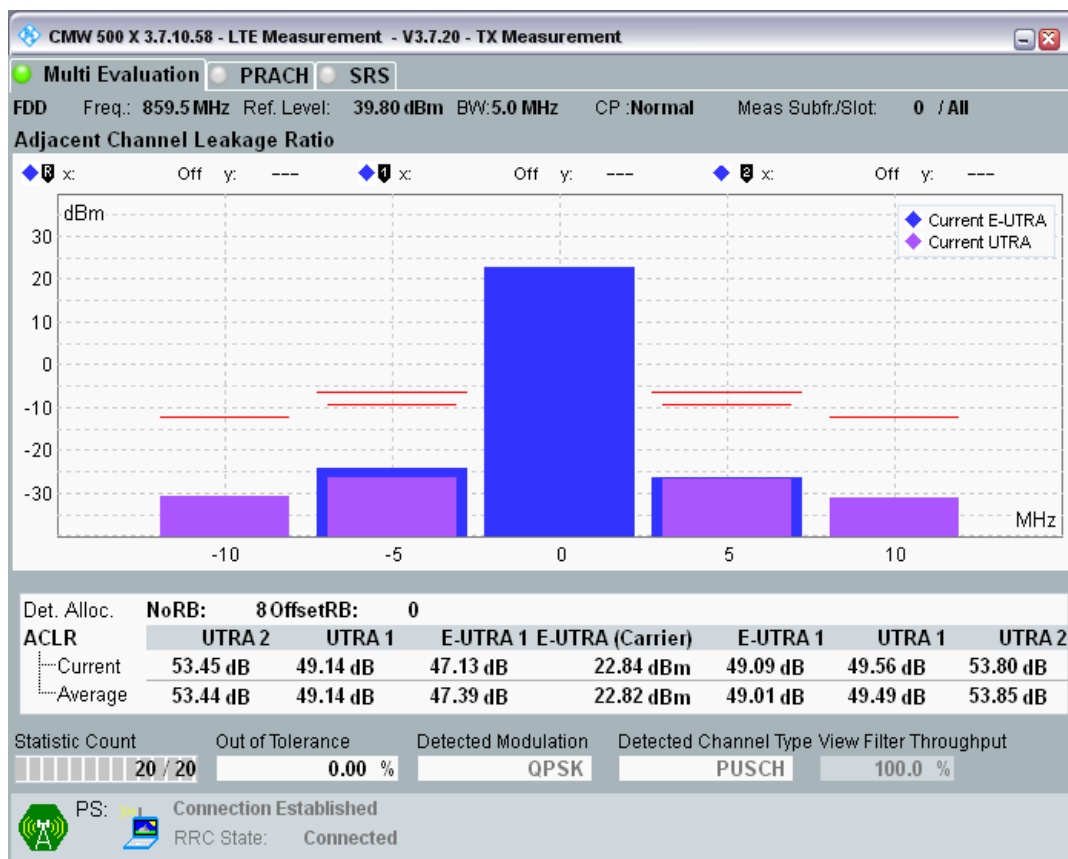 CMW 500 X 3.7.10.58 - LTE Measurement - V3.7.20 - TX Measurement
Multi Evaluation PRACH SRS
FDD Freq.: 859.5 MHz Ref. Level: 39.80 dBm BW:5.0 MHz CP :Normal Meas Subfr./Slot: 0 / All
Adjacent Channel Leakage Ratio
R x: Off y: --- 1 x: Off y: --- 2 x: Off y: ---
dBm
Current E-UTRA
Current UTRA
30
20
10
0
-10
-20
-30
MHz
-10 -5 0 5 10
Det. Alloc. NoRB: 8 OffsetRB: 0
ACLR UTRA 2 UTRA 1 E-UTRA 1 E-UTRA (Carrier) E-UTRA 1 UTRA 1 UTRA 2
Current 53.45 dB 49.14 dB 47.13 dB 22.84 dBm 49.09 dB 49.56 dB 53.80 dB
Average 53.44 dB 49.14 dB 47.39 dB 22.82 dBm 49.01 dB 49.49 dB 53.85 dB
Statistic Count Out of Tolerance Detected Modulation Detected Channel Type View Filter Throughput
20 / 20 0.00 % QPSK PUSCH 100.0 %
PS: Connection Established
RRC State: Connected